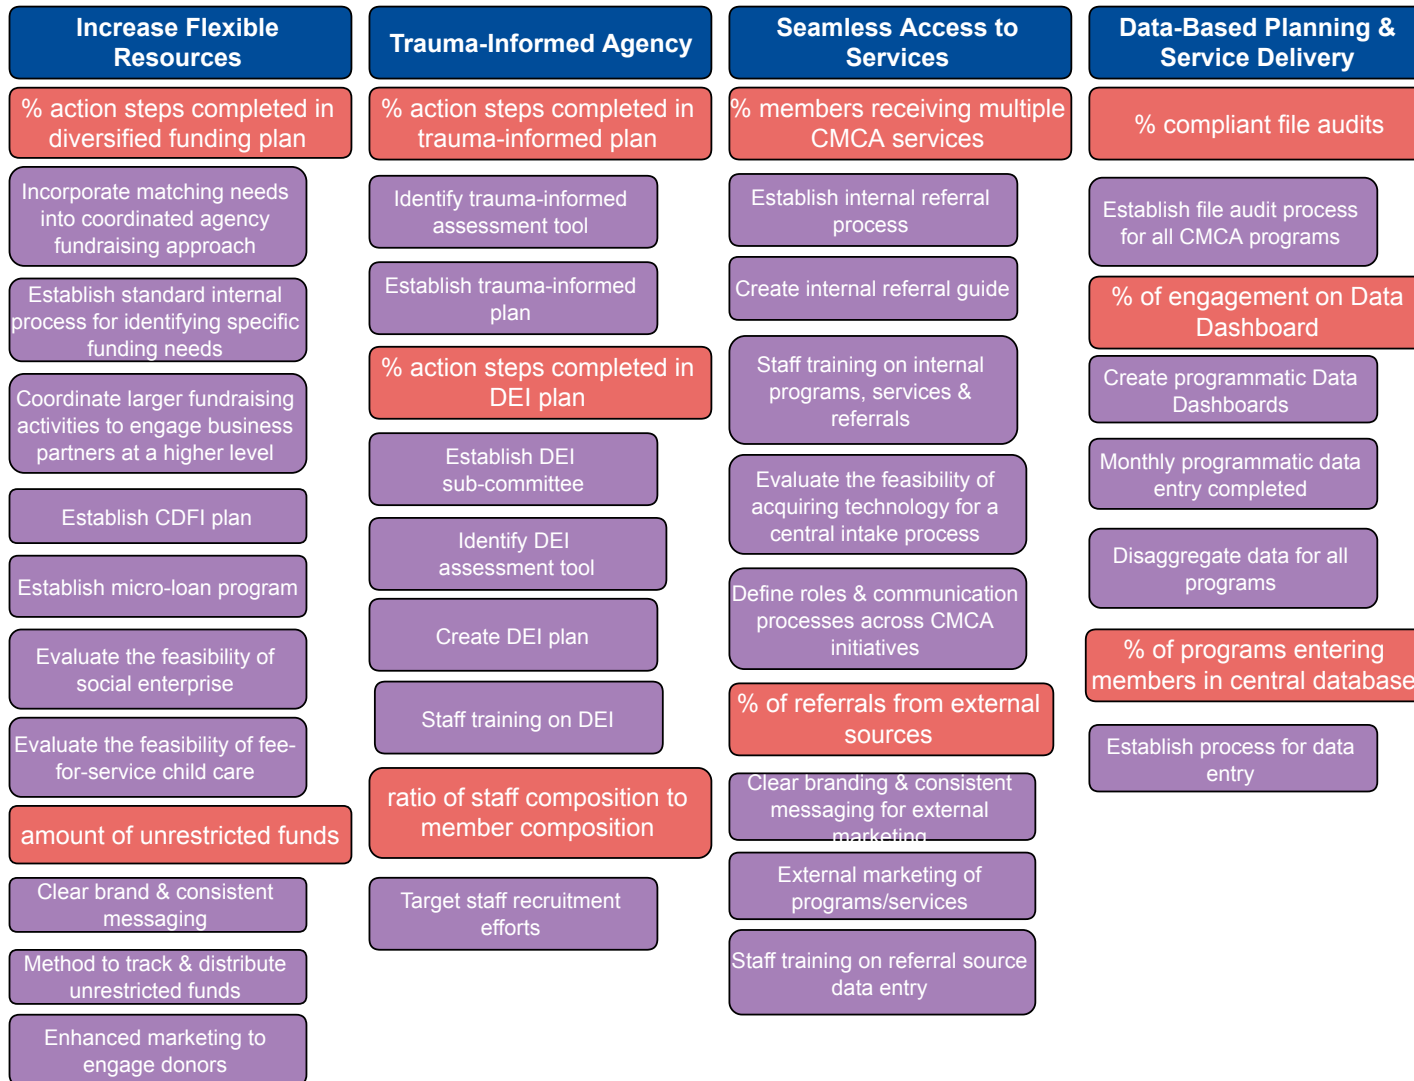 Increase Flexible
Resources
% action steps completed in
diversified funding plan
Incorporate matching needs
into coordinated agency
fundraising approach
Establish standard internal
process for identifying specific
funding needs
Coordinate larger fundraising
activities to engage business
partners at a higher level
Establish CDFI plan
Establish micro-loan program
Evaluate the feasibility of
social enterprise
Evaluate the feasibility of fee-
for-service child care
amount of unrestricted funds
Clear brand & consistent
messaging
Method to track & distribute
unrestricted funds
Enhanced marketing to
engage donors
Trauma-Informed Agency
% action steps completed in
trauma-informed plan
Identify trauma-informed
assessment tool
Establish trauma-informed
plan
% action steps completed in
DEI plan
Establish DEI
sub-committee
Identify DEI
assessment tool
Create DEI plan
Staff training on DEI
ratio of staff composition to
member composition
Target staff recruitment
efforts
Seamless Access to
Services
% members receiving multiple
CMCA services
Establish internal referral
process
Create internal referral guide
Staff training on internal
programs, services &
referrals
Evaluate the feasibility of
acquiring technology for a
central intake process
Define roles & communication
processes across CMCA
initiatives
% of referrals from external
sources
Clear branding & consistent
messaging for external
marketing
External marketing of
programs/services
Staff training on referral source
data entry
Data-Based Planning &
Service Delivery
% compliant file audits
Establish file audit process
for all CMCA programs
% of engagement on Data
Dashboard
Create programmatic Data
Dashboards
Monthly programmatic data
entry completed
Disaggregate data for all
programs
% of programs entering
members in central database
Establish process for data
entry